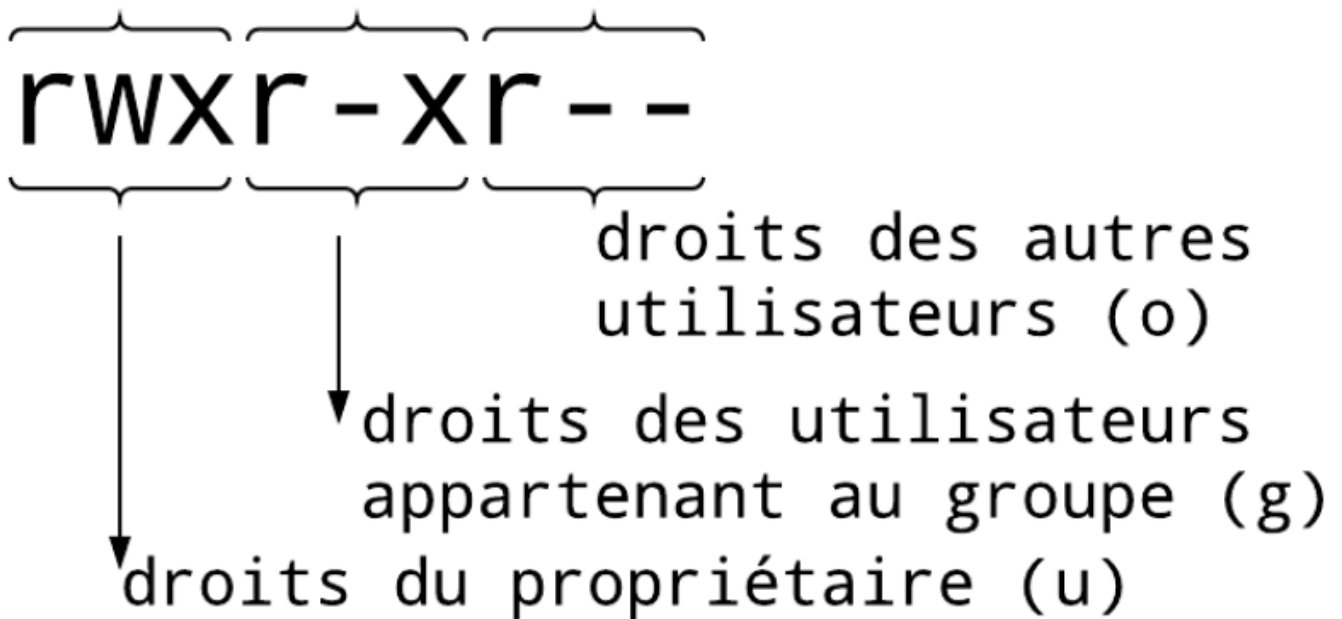 rwxr-xr--
droits des autres
utilisateurs (o)
droits des utilisateurs
appartenant au groupe (g)
droits du propriétaire (u)